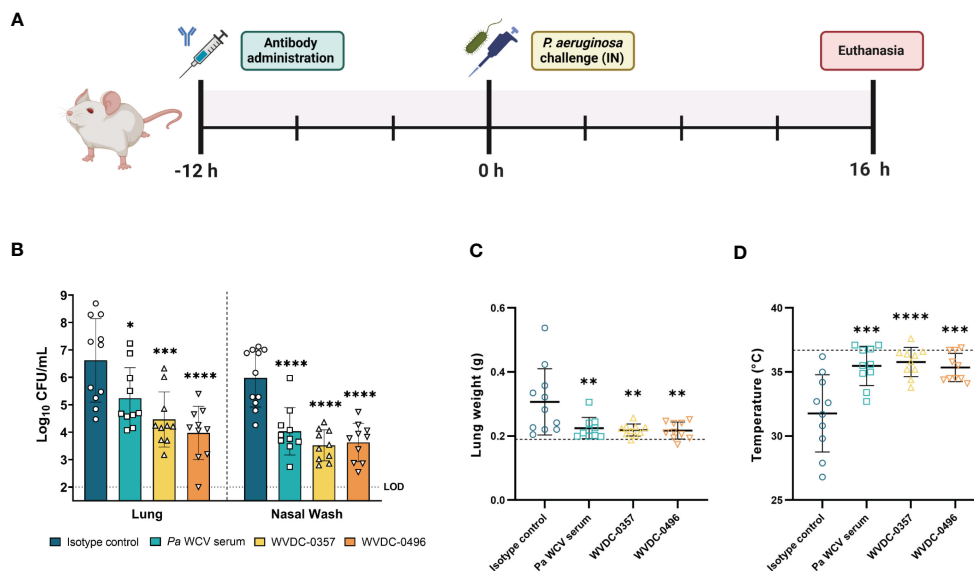 A
Antibody
administration
P. aeruginosa
challenge (IN)
Euthanasia
-12 h
0 h
16 h
B
Log10 CFU/mL
9
8
7
6
5
4
3
2
*
***
****
****
****
****
LOD
Lung
Nasal Wash
Isotype control
Pa WCV serum
WVDC-0357
WVDC-0496
C
Lung weight (g)
0.6
0.4
0.2
0.0
**
**
**
Isotype control
Pa WCV serum
WVDC-0357
WVDC-0496
D
Temperature (°C)
40
35
30
25
***
****
***
Isotype control
Pa WCV serum
WVDC-0357
WVDC-0496